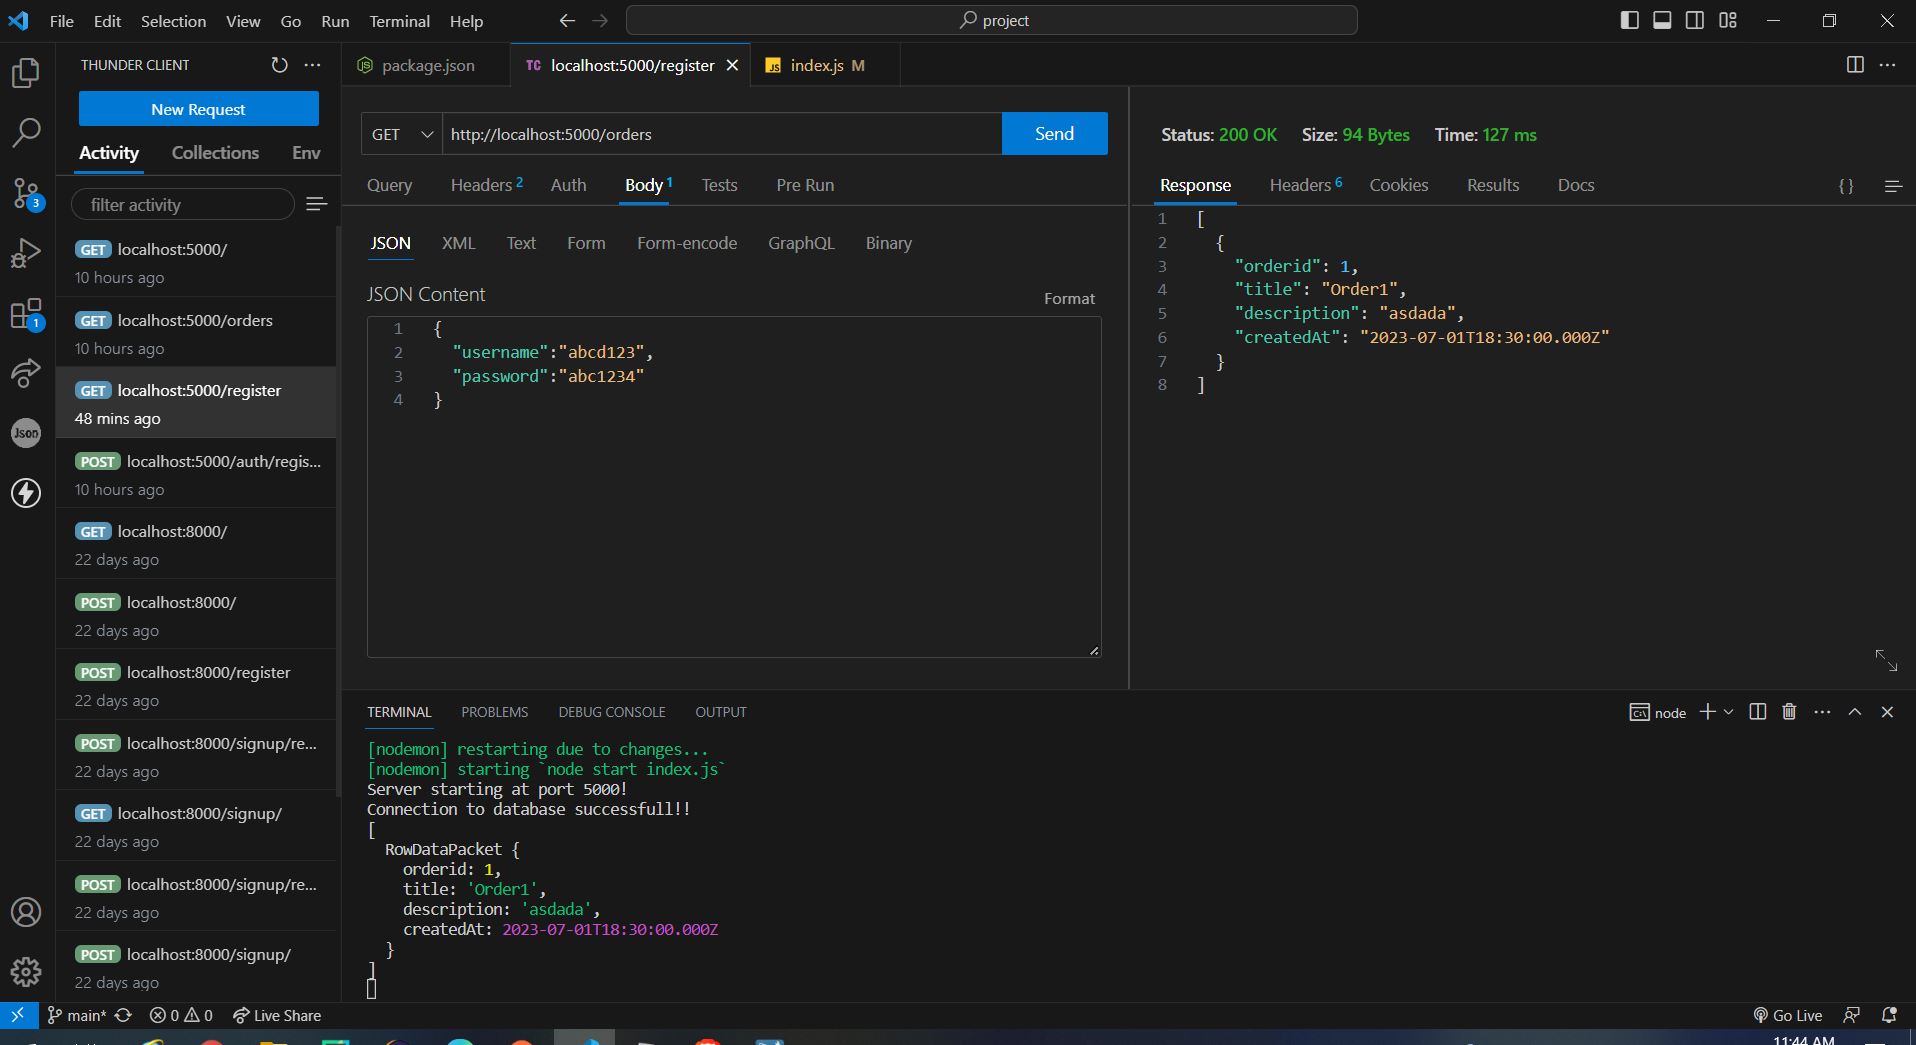 File Edit Selection View Go Run Terminal Help
project
THUNDER CLIENT
New Request
Activity Collections Env
filter activity
GET localhost:5000/
10 hours ago
GET localhost:5000/orders
10 hours ago
GET localhost:5000/register
48 mins ago
POST localhost:5000/auth/regis...
10 hours ago
GET localhost:8000/
22 days ago
POST localhost:8000/
22 days ago
POST localhost:8000/register
22 days ago
POST localhost:8000/signup/re...
22 days ago
GET localhost:8000/signup/
22 days ago
POST localhost:8000/signup/re...
22 days ago
POST localhost:8000/signup/
22 days ago
3
1
Json
package.json
TC localhost:5000/register
JS index.js M
GET http://localhost:5000/orders Send
Query Headers 2 Auth Body 1 Tests Pre Run
JSON XML Text Form Form-encode GraphQL Binary
JSON Content
Format
1 {
2 "username":"abcd123",
3 "password":"abc1234"
4 }
Status: 200 OK Size: 94 Bytes Time: 127 ms
Response Headers 6 Cookies Results Docs {}
1 [
2 {
3 "orderid": 1,
4 "title": "Order1",
5 "description": "asdada",
6 "createdAt": "2023-07-01T18:30:00.000Z"
7 }
8 ]
TERMINAL PROBLEMS DEBUG CONSOLE OUTPUT
node
[nodemon] restarting due to changes...
[nodemon] starting `node start index.js`
Server starting at port 5000!
Connection to database successfull!!
[
RowDataPacket {
orderid: 1,
title: 'Order1',
description: 'asdada',
createdAt: 2023-07-01T18:30:00.000Z
}
]
main* 0 0 Live Share
Go Live
11:44 AM